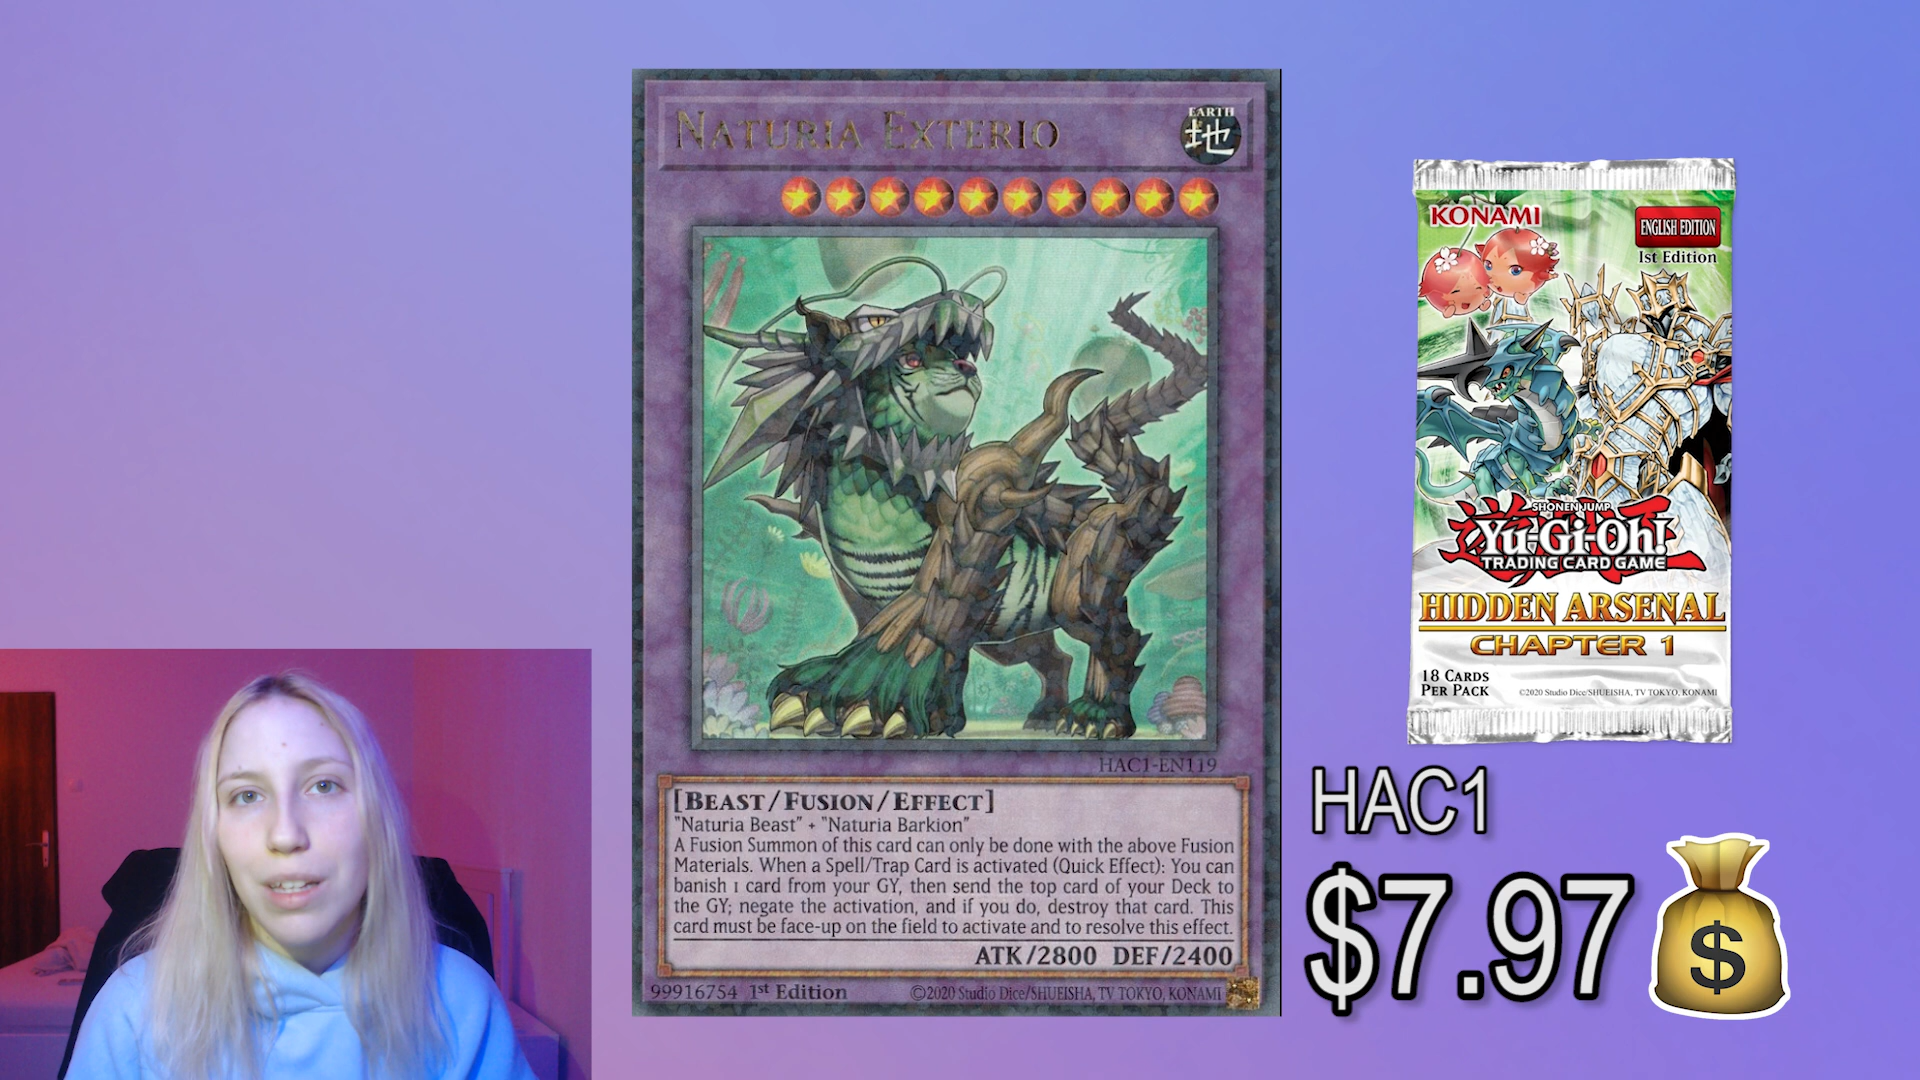 NATURIA EXTERIO
EARTH
地
HAC1-EN119
[BEAST/FUSION/EFFECT]
"Naturia Beast" + "Naturia Barkion"
A Fusion Summon of this card can only be done with the above Fusion
Materials. When a Spell/Trap Card is activated (Quick Effect): You can
banish 1 card from your GY, then send the top card of your Deck to
the GY; negate the activation, and if you do, destroy that card. This
card must be face-up on the field to activate and to resolve this effect.
ATK/2800 DEF/2400
99916754 1st Edition ©2020 Studio Dice/SHUEISHA, TV TOKYO, KONAMI
KONAMI
ENGLISH EDITION
1st Edition
SHONEN JUMP
Yu-Gi-Oh!
TRADING CARD GAME
HIDDEN ARSENAL
CHAPTER 1
18 CARDS
PER PACK
©2020 Studio Dice/SHUEISHA, TV TOKYO, KONAMI
HAC1
$7.97
$